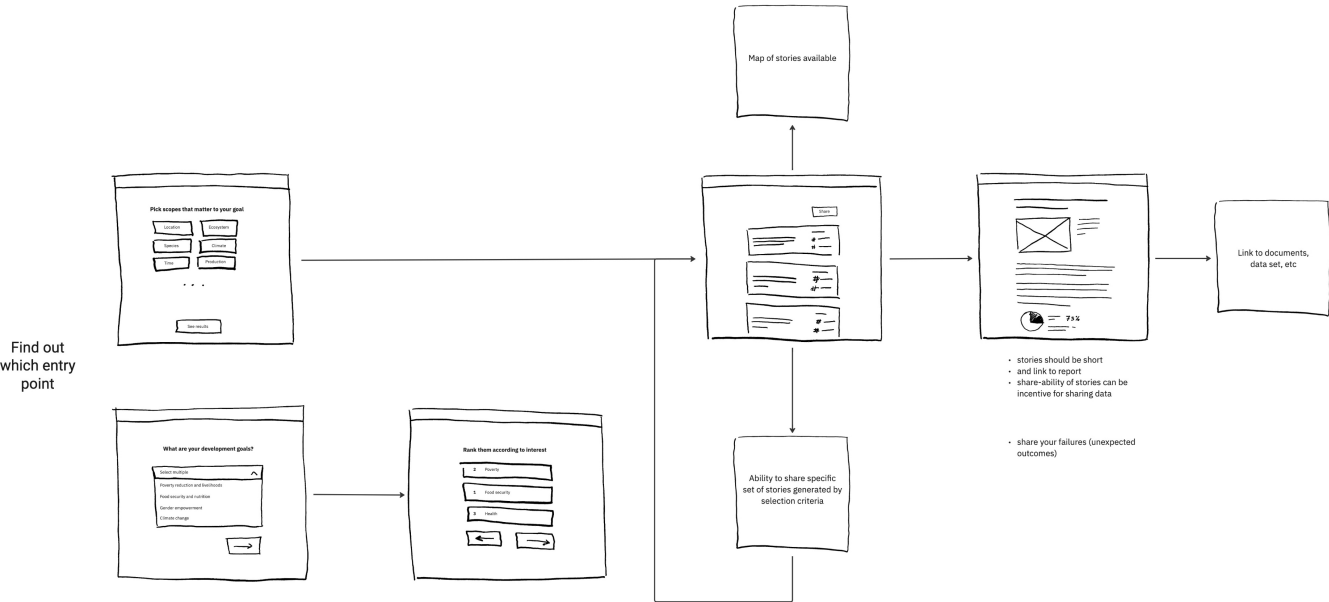 Map of stories available
Pick scopes that matter to your goal
Location
Ecosystem
Species
Climate
Time
Production
. . .
See results
Share
#
#
#
#
#
#
73%
Link to documents,
data set, etc
Find out
which entry
point
• stories should be short
• and link to report
• share-ability of stories can be
incentive for sharing data
• share your failures (unexpected
outcomes)
What are your development goals?
Select multiple
Poverty reduction and livelihoods
Food security and nutrition
Gender empowerment
Climate change
Rank them according to interest
2 Poverty
1 Food security
3 Health
Ability to share specific
set of stories generated by
selection criteria